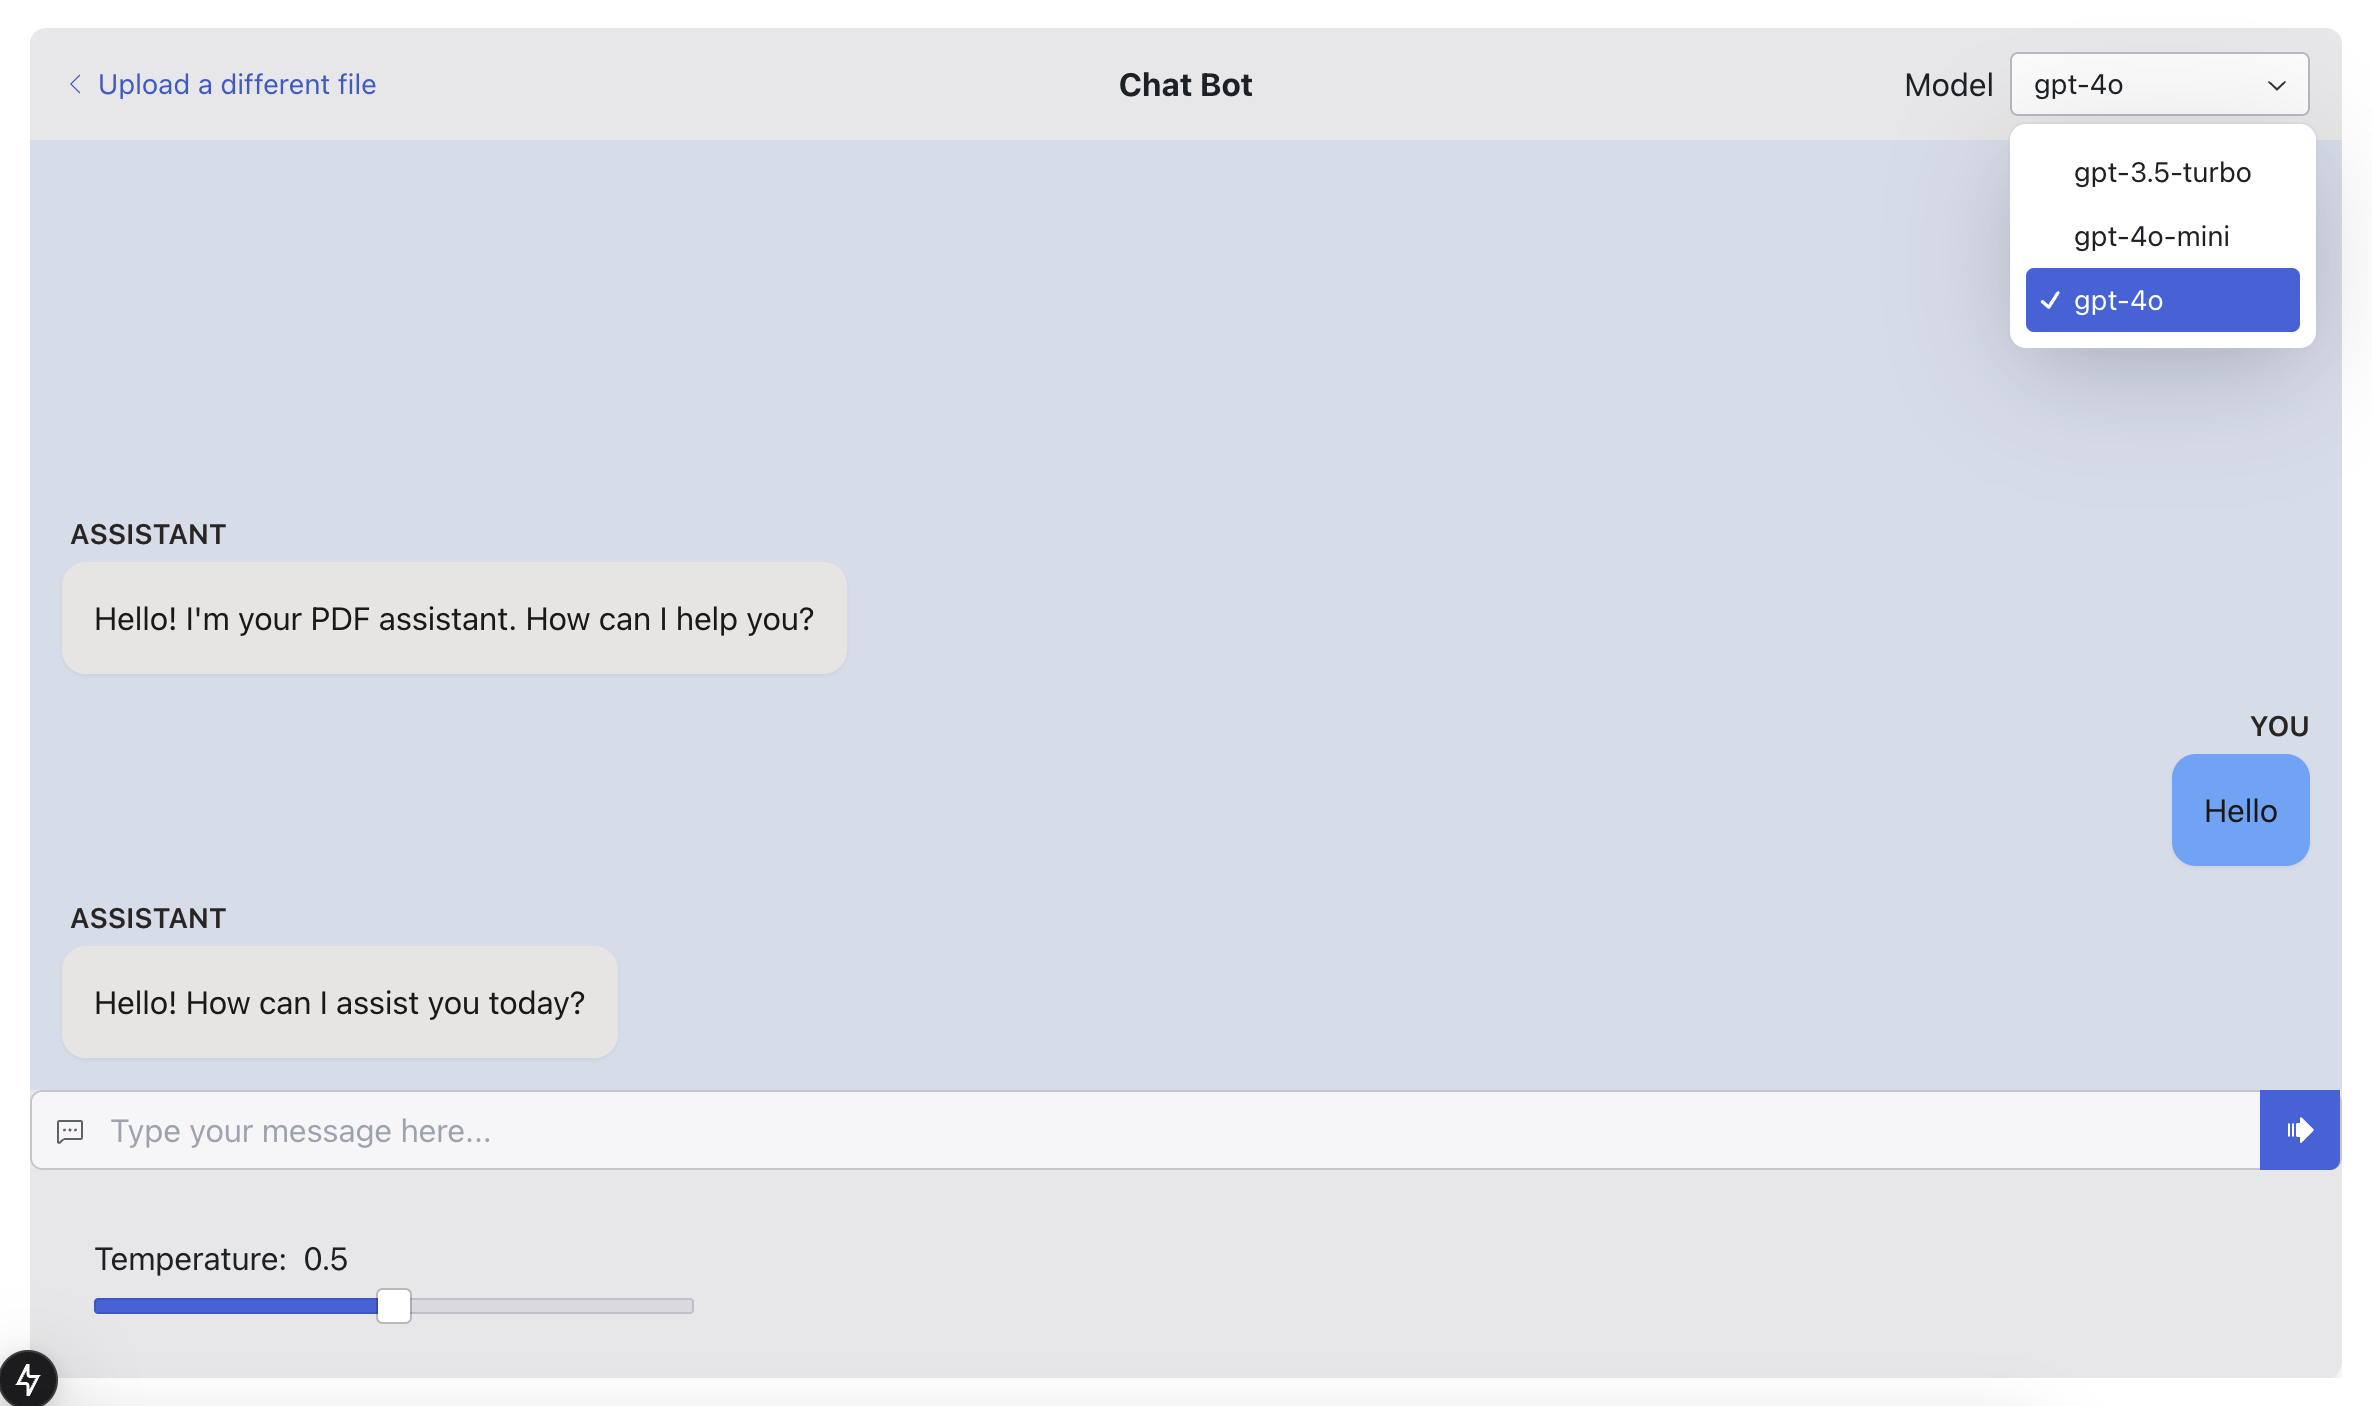 Upload a different file
Chat Bot
Model
gpt-4o
gpt-3.5-turbo
gpt-4o-mini
gpt-4o
ASSISTANT
Hello! I'm your PDF assistant. How can I help you?
YOU
Hello
ASSISTANT
Hello! How can I assist you today?
Type your message here...
Temperature: 0.5